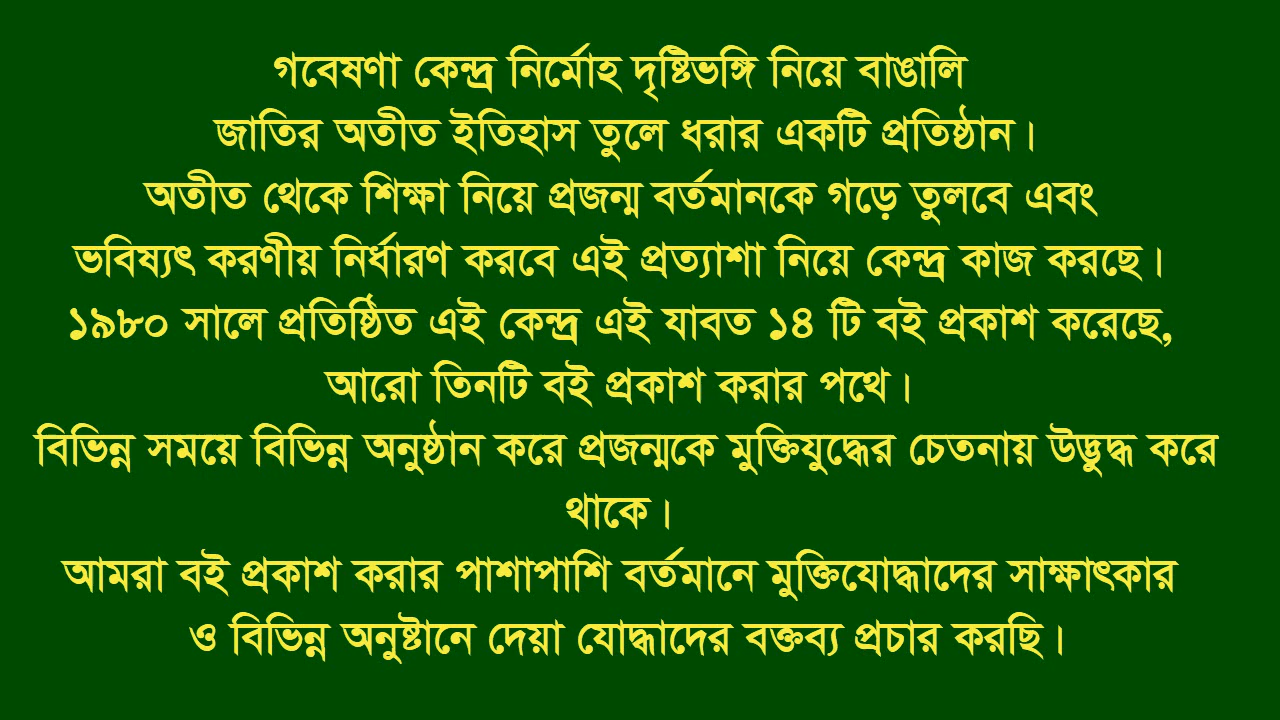 গবেষণা কেন্দ্র নির্মোহ দৃষ্টিভঙ্গি নিয়ে বাঙালি
জাতির অতীত ইতিহাস তুলে ধরার একটি প্রতিষ্ঠান।
অতীত থেকে শিক্ষা নিয়ে প্রজন্ম বর্তমানকে গড়ে তুলবে এবং
ভবিষ্যৎ করণীয় নির্ধারণ করবে এই প্রত্যাশা নিয়ে কেন্দ্র কাজ করছে।
১৯৮০ সালে প্রতিষ্ঠিত এই কেন্দ্র এই যাবত ১৪ টি বই প্রকাশ করেছে,
আরো তিনটি বই প্রকাশ করার পথে।
বিভিন্ন সময়ে বিভিন্ন অনুষ্ঠান করে প্রজন্মকে মুক্তিযুদ্ধের চেতনায় উদ্ভুদ্ধ করে
থাকে।
আমরা বই প্রকাশ করার পাশাপাশি বর্তমানে মুক্তিযোদ্ধাদের সাক্ষাৎকার
ও বিভিন্ন অনুষ্টানে দেয়া যোদ্ধাদের বক্তব্য প্রচার করছি।